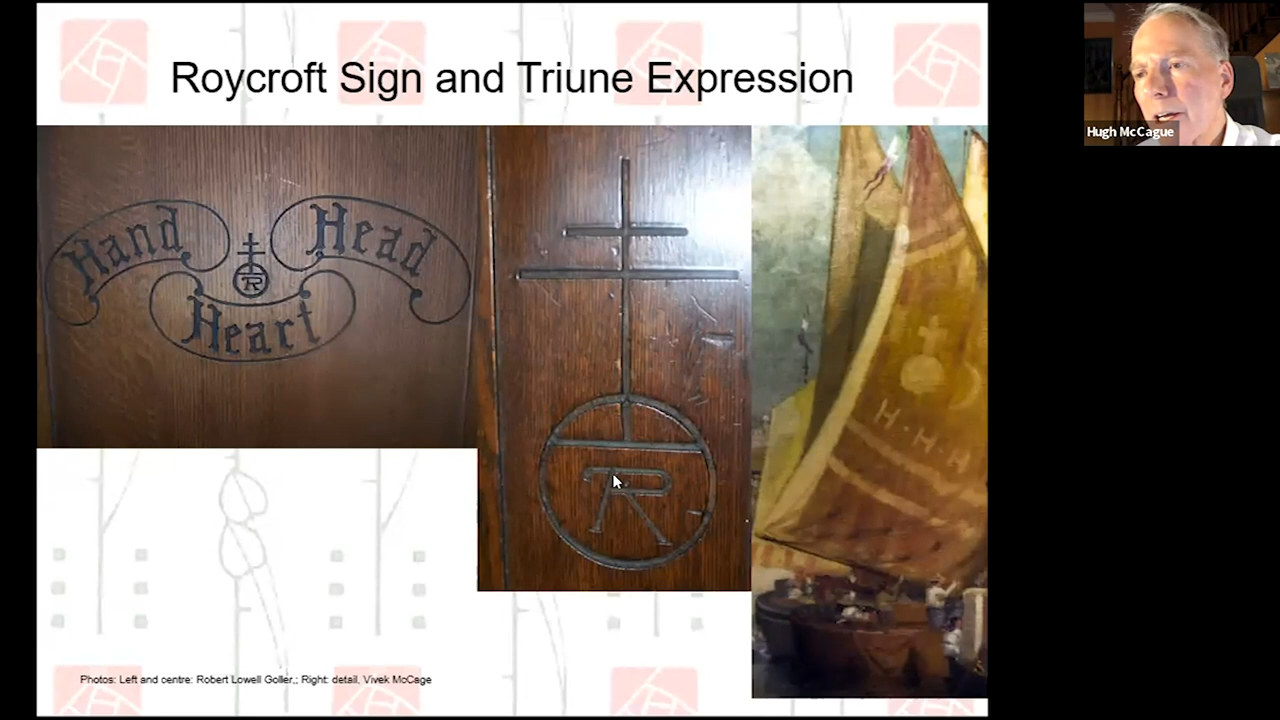 Roycroft Sign and Triune Expression
Hugh McCague
Hand
Head
R
Heart
R
H·H·H
Photos: Left and centre: Robert Lowell Goller,; Right: detail, Vivek McCage